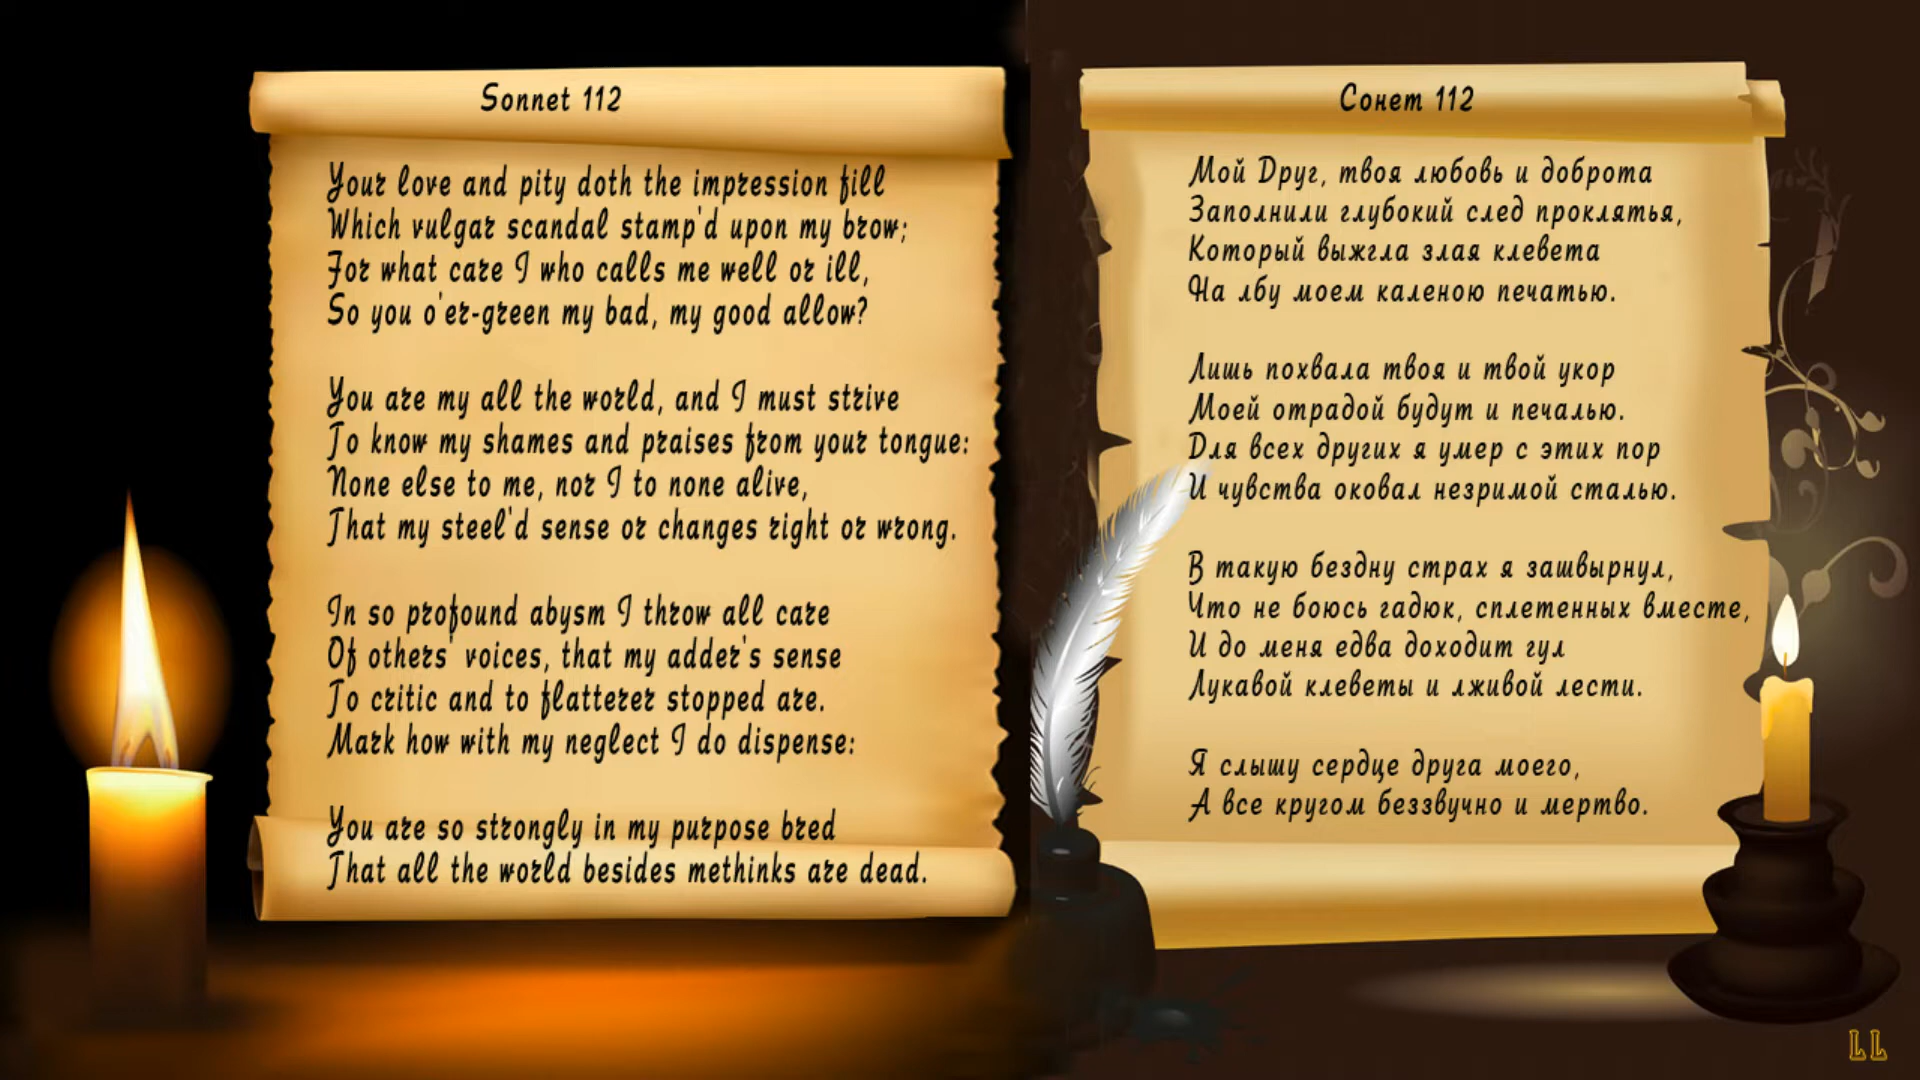 Sonnet 112
Your love and pity doth the impression fill
Which vulgar scandal stamp'd upon my brow;
For what care I who calls me well or ill,
So you o'er-green my bad, my good allow?
You are my all the world, and I must strive
To know my shames and praises from your tongue:
None else to me, nor I to none alive,
That my steel'd sense or changes right or wrong.
In so profound abysm I throw all care
Of others' voices, that my adder's sense
To critic and to flatterer stopped are.
Mark how with my neglect I do dispense:
You are so strongly in my purpose bred
That all the world besides methinks are dead.
Сонет 112
Мой Друг, твоя любовь и доброта
Заполнили глубокий след проклятья,
Который выжгла злая клевета
На лбу моем каленою печатью.
Лишь похвала твоя и твой укор
Моей отрадой будут и печалью.
Для всех других я умер с этих пор
И чувства оковал незримой сталью.
В такую бездну страх я зашвырнул,
Что не боюсь гадюк, сплетенных вместе,
И до меня едва доходит гул
Лукавой клеветы и лживой лести.
Я слышу сердце друга моего,
А все кругом беззвучно и мертво.
LL